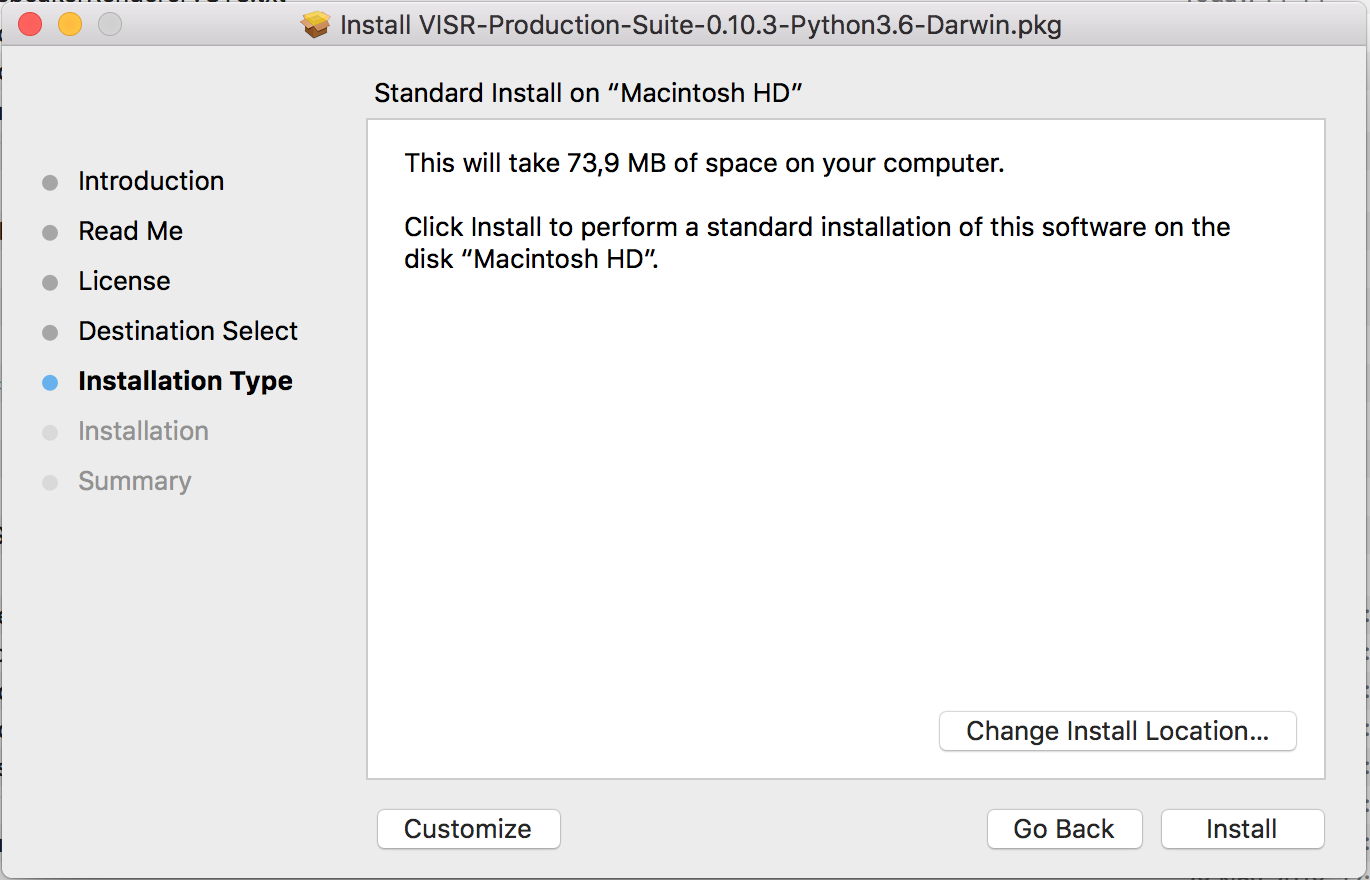 Install VISR-Production-Suite-0.10.3-Python3.6-Darwin.pkg
Standard Install on “Macintosh HD”
Introduction
Read Me
License
Destination Select
Installation Type
Installation
Summary
This will take 73,9 MB of space on your computer.
Click Install to perform a standard installation of this software on the
disk “Macintosh HD”.
Change Install Location...
Customize
Go Back
Install